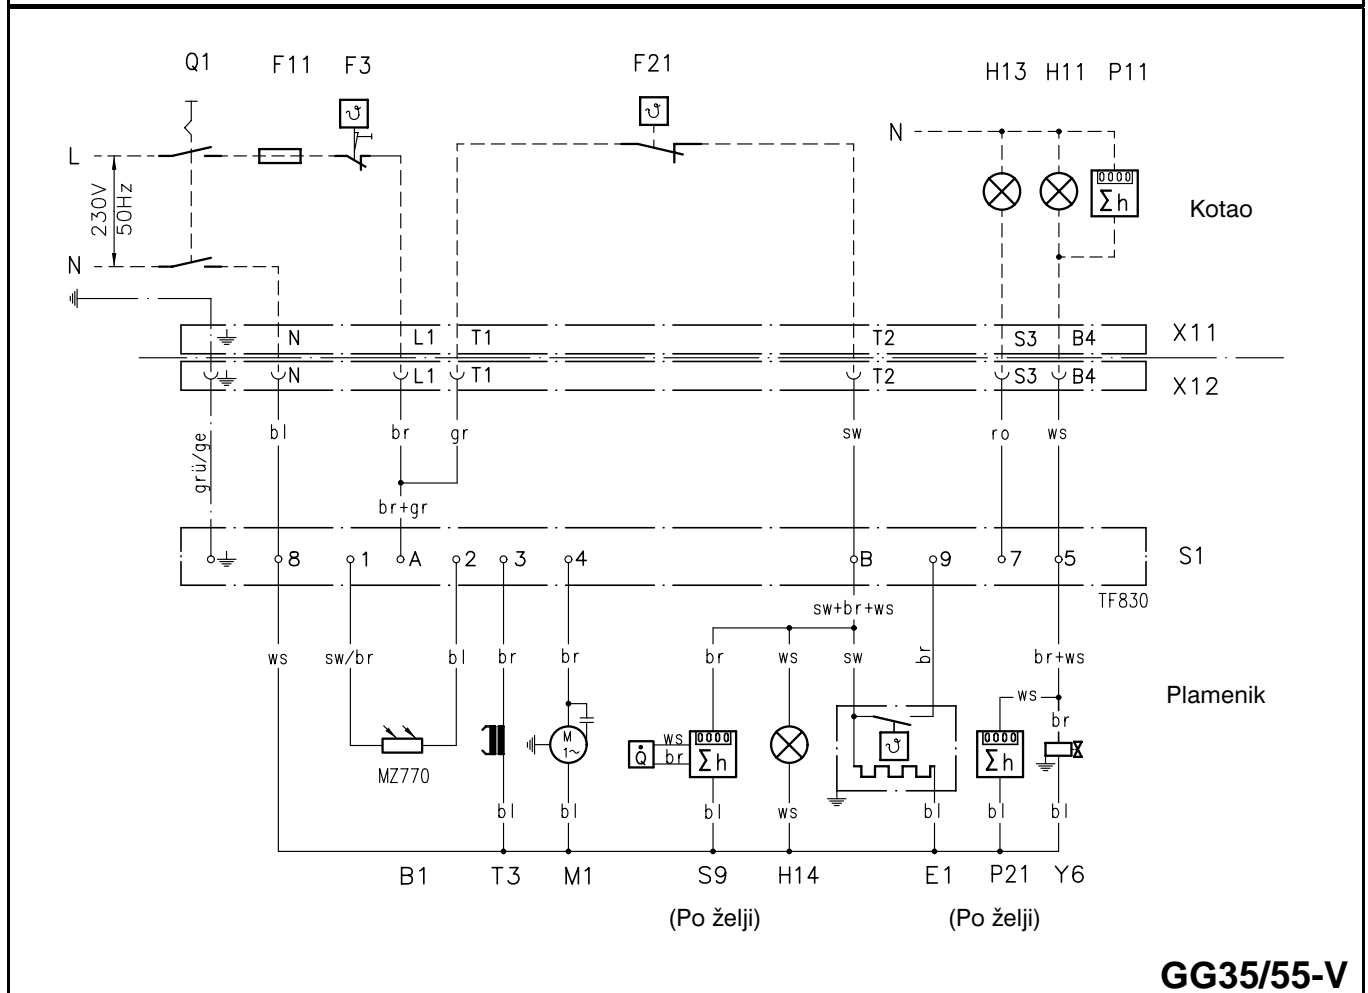 Q1 F11 F3 F21 H13 H11 P11
ϑ ϑ
N
L
230V
50Hz
0000
Σh
Kotao
N
N L1 T1 T2 S3 B4 X11
N L1 T1 T2 S3 B4 X12
grü/ge bl br gr sw ro ws
br+gr
8 1 A 2 3 4 B 9 7 5 S1
TF830
sw+br+ws
ws sw/br bl br br br ws sw br br+ws
Plamenik
ws
br
M
1~
Q̇
ws
br
0000
Σh
ϑ
0000
Σh
MZ770
bl bl bl ws bl bl bl
B1 T3 M1 S9 H14 E1 P21 Y6
(Po želji) (Po želji)
GG35/55-V